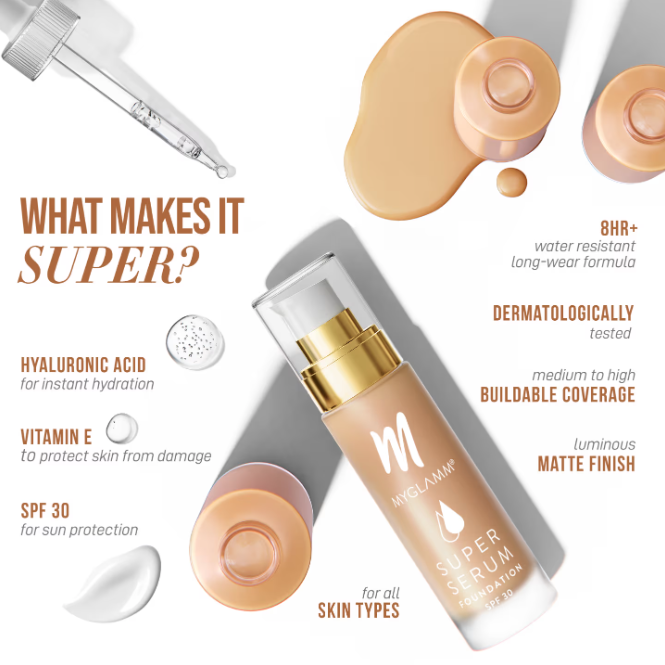 WHAT MAKES IT
SUPER?
HYALURONIC ACID
for instant hydration
VITAMIN E
to protect skin from damage
SPF 30
for sun protection
8HR+
water resistant
long-wear formula
DERMATOLOGICALLY
tested
medium to high
BUILDABLE COVERAGE
luminous
MATTE FINISH
for all
SKIN TYPES
M
MYGLAMM®
SUPER
SERUM
FOUNDATION
SPF 30